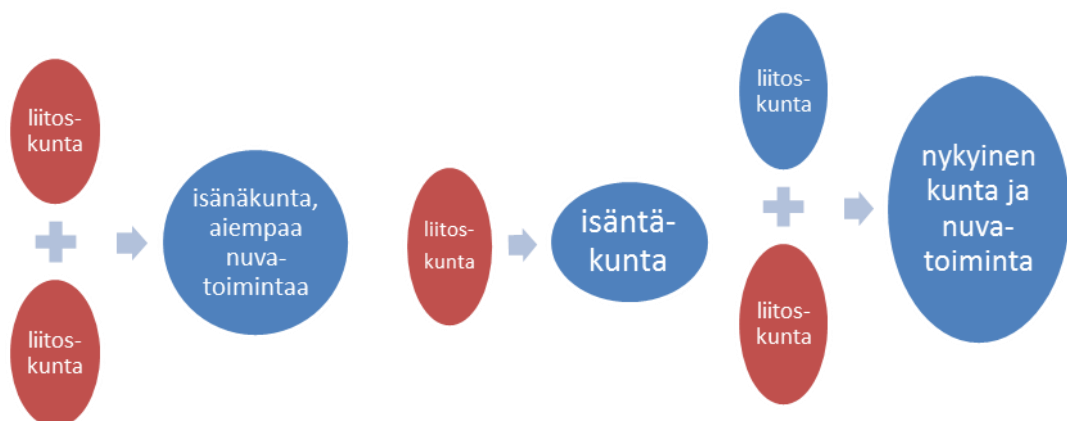 liitos-
kunta
liitos-
kunta
isänäkunta,
aiempaa
nuva-
toimintaa
liitos-
kunta
isäntä-
kunta
liitos-
kunta
liitos-
kunta
nykyinen
kunta ja
nuva-
toiminta